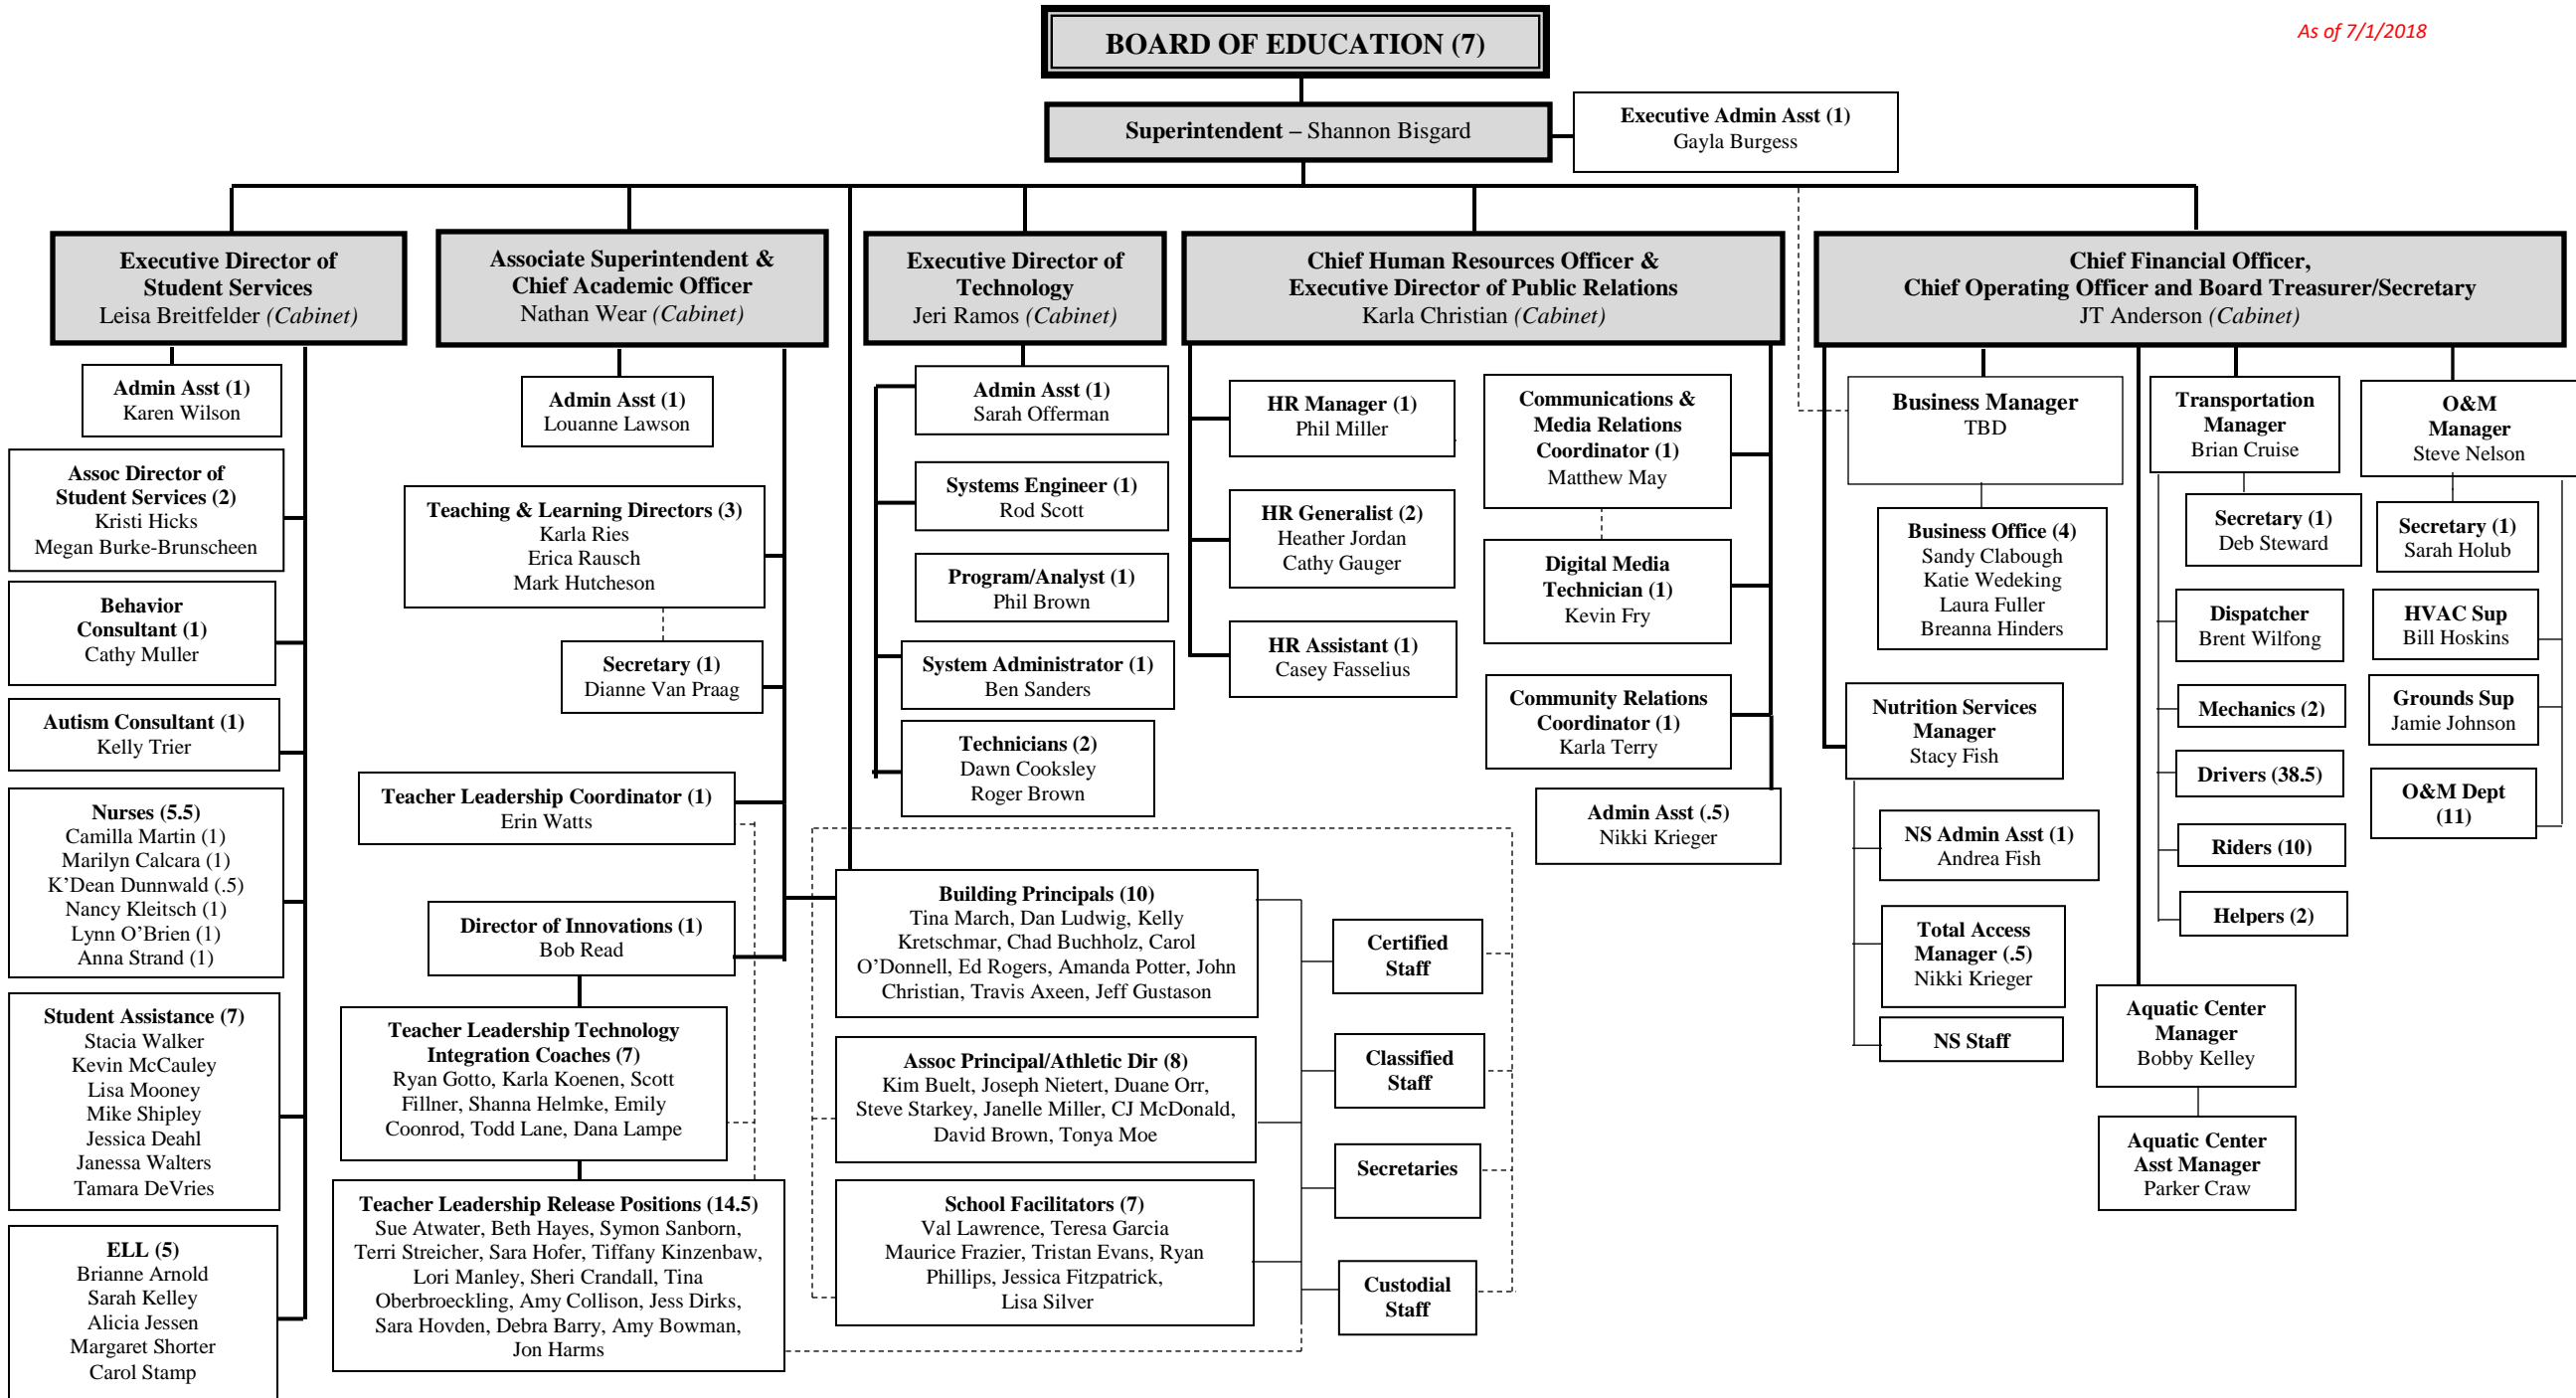 As of 7/1/2018
BOARD OF EDUCATION (7)
Superintendent – Shannon Bisgard
Executive Admin Asst (1)
Gayla Burgess
Executive Director of
Student Services
Leisa Breitfelder (Cabinet)
Admin Asst (1)
Karen Wilson
Assoc Director of
Student Services (2)
Kristi Hicks
Megan Burke-Brunscheen
Behavior
Consultant (1)
Cathy Muller
Autism Consultant (1)
Kelly Trier
Nurses (5.5)
Camilla Martin (1)
Marilyn Calcara (1)
K’Dean Dunnwald (.5)
Nancy Kleitsch (1)
Lynn O’Brien (1)
Anna Strand (1)
Student Assistance (7)
Stacia Walker
Kevin McCauley
Lisa Mooney
Mike Shipley
Jessica Deahl
Janessa Walters
Tamara DeVries
ELL (5)
Brianne Arnold
Sarah Kelley
Alicia Jessen
Margaret Shorter
Carol Stamp
Associate Superintendent &
Chief Academic Officer
Nathan Wear (Cabinet)
Admin Asst (1)
Louanne Lawson
Teaching & Learning Directors (3)
Karla Ries
Erica Rausch
Mark Hutcheson
Secretary (1)
Dianne Van Praag
Teacher Leadership Coordinator (1)
Erin Watts
Director of Innovations (1)
Bob Read
Teacher Leadership Technology
Integration Coaches (7)
Ryan Gotto, Karla Koenen, Scott
Fillner, Shanna Helmke, Emily
Coonrod, Todd Lane, Dana Lampe
Teacher Leadership Release Positions (14.5)
Sue Atwater, Beth Hayes, Symon Sanborn,
Terri Streicher, Sara Hofer, Tiffany Kinzenbaw,
Lori Manley, Sheri Crandall, Tina
Oberbroeckling, Amy Collison, Jess Dirks,
Sara Hovden, Debra Barry, Amy Bowman,
Jon Harms
Executive Director of
Technology
Jeri Ramos (Cabinet)
Admin Asst (1)
Sarah Offerman
Systems Engineer (1)
Rod Scott
Program/Analyst (1)
Phil Brown
System Administrator (1)
Ben Sanders
Technicians (2)
Dawn Cooksley
Roger Brown
Building Principals (10)
Tina March, Dan Ludwig, Kelly
Kretschmar, Chad Buchholz, Carol
O’Donnell, Ed Rogers, Amanda Potter, John
Christian, Travis Axeen, Jeff Gustason
Assoc Principal/Athletic Dir (8)
Kim Buelt, Joseph Nietert, Duane Orr,
Steve Starkey, Janelle Miller, CJ McDonald,
David Brown, Tonya Moe
School Facilitators (7)
Val Lawrence, Teresa Garcia
Maurice Frazier, Tristan Evans, Ryan
Phillips, Jessica Fitzpatrick,
Lisa Silver
Certified
Staff
Classified
Staff
Secretaries
Custodial
Staff
Chief Human Resources Officer &
Executive Director of Public Relations
Karla Christian (Cabinet)
HR Manager (1)
Phil Miller
HR Generalist (2)
Heather Jordan
Cathy Gauger
HR Assistant (1)
Casey Fasselius
Communications &
Media Relations
Coordinator (1)
Matthew May
Digital Media
Technician (1)
Kevin Fry
Community Relations
Coordinator (1)
Karla Terry
Admin Asst (.5)
Nikki Krieger
Chief Financial Officer,
Chief Operating Officer and Board Treasurer/Secretary
JT Anderson (Cabinet)
Business Manager
TBD
Business Office (4)
Sandy Clabough
Katie Wedeking
Laura Fuller
Breanna Hinders
Nutrition Services
Manager
Stacy Fish
NS Admin Asst (1)
Andrea Fish
Total Access
Manager (.5)
Nikki Krieger
NS Staff
Aquatic Center
Manager
Bobby Kelley
Aquatic Center
Asst Manager
Parker Craw
Transportation
Manager
Brian Cruise
Secretary (1)
Deb Steward
Dispatcher
Brent Wilfong
Mechanics (2)
Drivers (38.5)
Riders (10)
Helpers (2)
O&M
Manager
Steve Nelson
Secretary (1)
Sarah Holub
HVAC Sup
Bill Hoskins
Grounds Sup
Jamie Johnson
O&M Dept
(11)